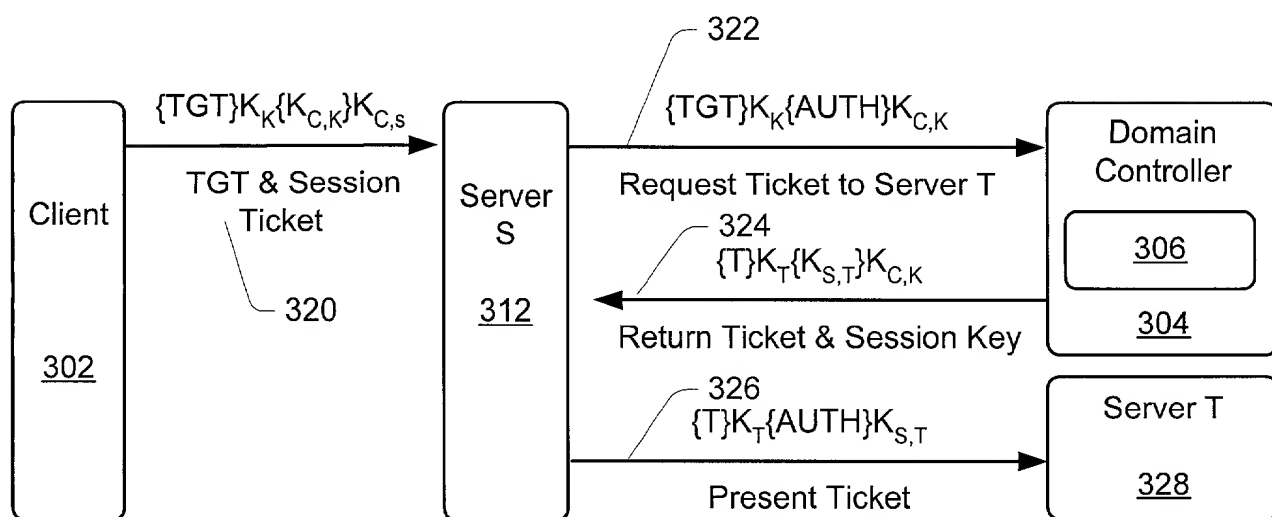 322
{TGT}K_K{K_C,K}K_C,s
TGT & Session
Ticket
320
Client
302
Server
S
312
{TGT}K_K{AUTH}K_C,K
Request Ticket to Server T
324
{T}K_T{K_S,T}K_C,K
Return Ticket & Session Key
326
{T}K_T{AUTH}K_S,T
Present Ticket
Domain
Controller
306
304
Server T
328